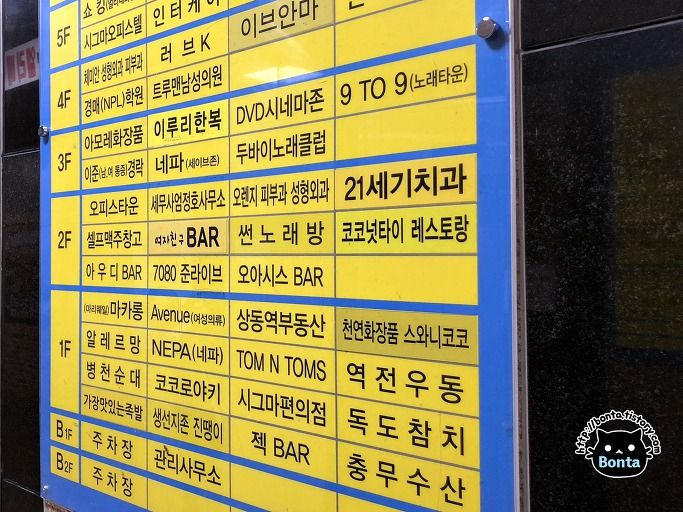 5F
쇼킹
인터케이
시그마오피스텔
러브K
이브안마
4F
제미안 성형외과 피부과
트루맨남성의원
경매(NPL)학원
DVD시네마존
9 TO 9(노래타운)
3F
아모레화장품
이루리한복
이준(남,여 통증)경락
네파(세이브존)
두바이노래클럽
2F
오피스타운
세무사엄정호사무소
오렌지 피부과 성형외과
21세기치과
셀프맥주창고
여자친구 BAR
썬노래방
코코넛타이 레스토랑
아우디 BAR
7080 준라이브
오아시스 BAR
1F
(마리웨일)마카롱
Avenue(여성의류)
상동역부동산
천연화장품 스와니코코
알레르망
NEPA(네파)
TOM N TOMS
역전우동
병천순대
코코로야키
시그마편의점
독도참치
가장맛있는족발
생선지존 진땡이
젝 BAR
충무수산
B1F
주차장
관리사무소
B2F
주차장
http://bonta.tistory.com
Bonta